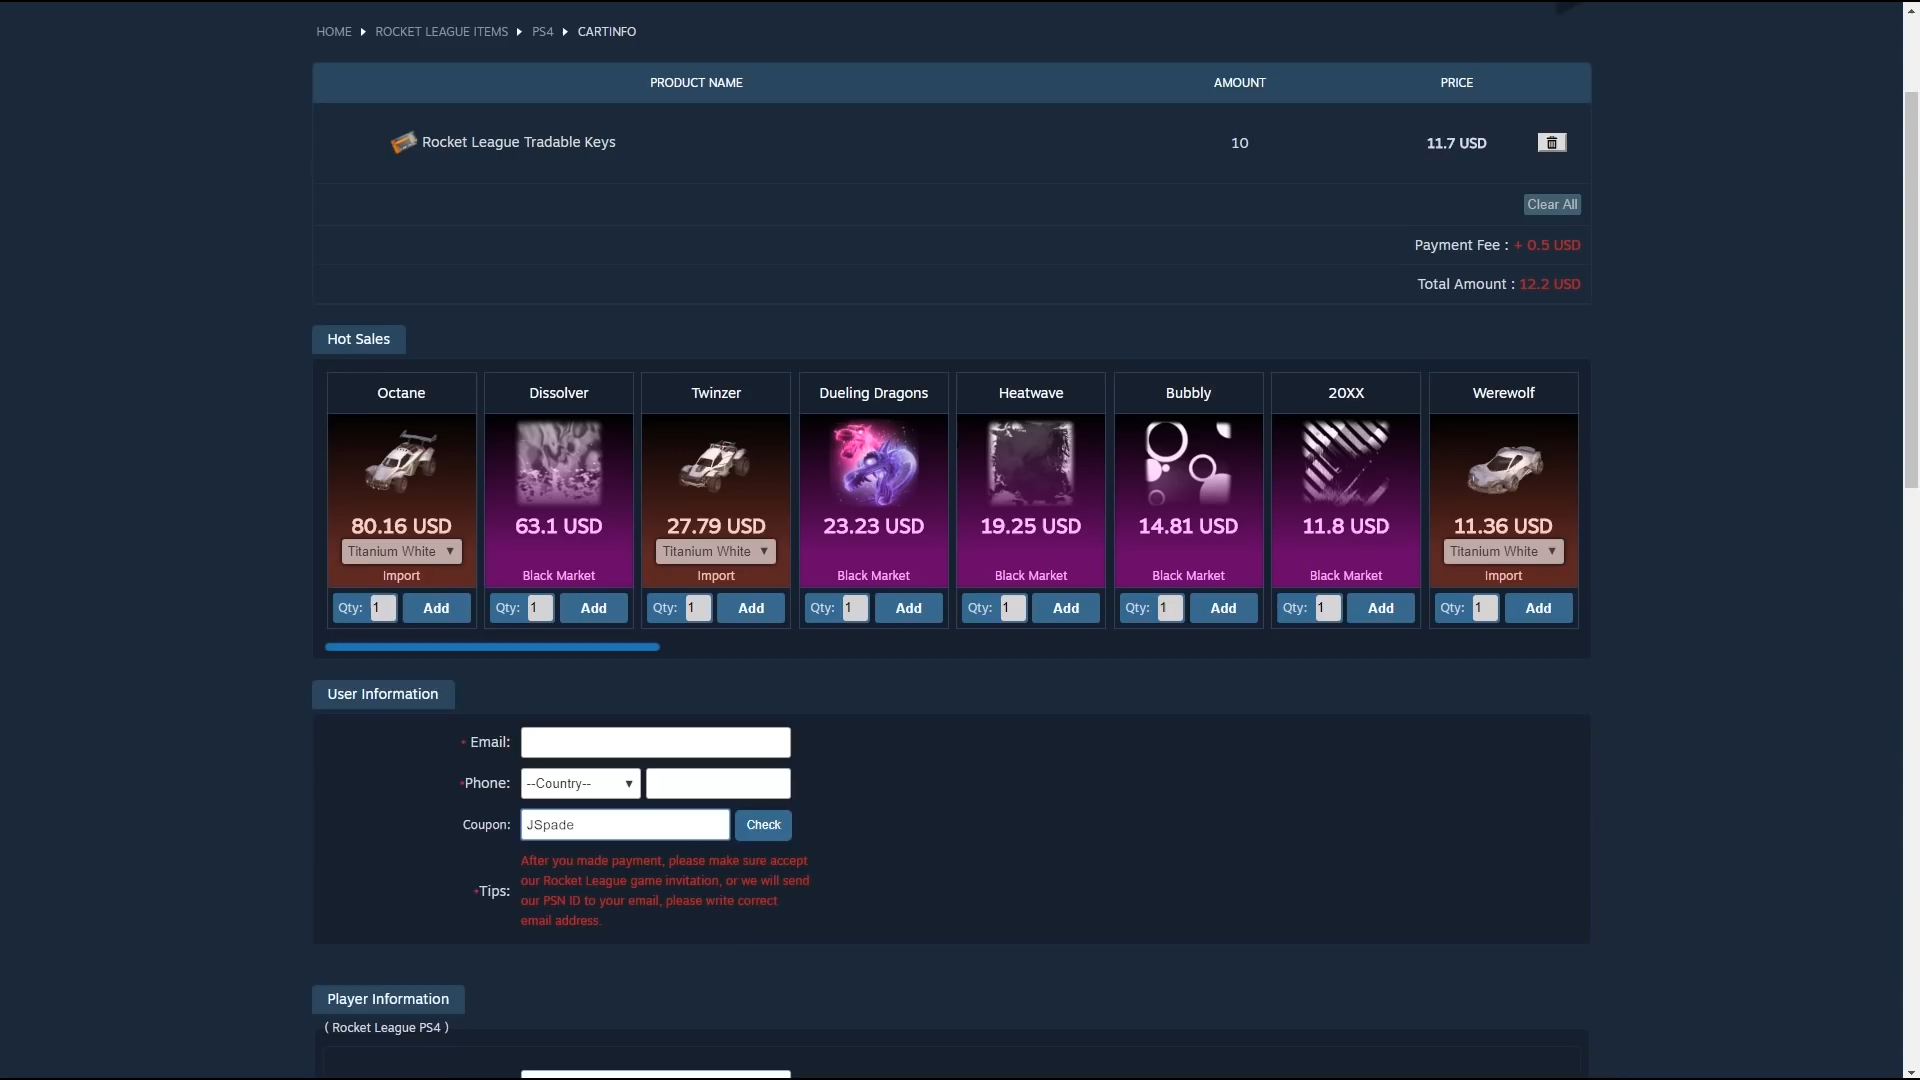 HOME ROCKET LEAGUE ITEMS PS4 CARTINFO
PRODUCT NAME AMOUNT PRICE
Rocket League Tradable Keys 10 11.7 USD
Clear All
Payment Fee : + 0.5 USD
Total Amount : 12.2 USD
Hot Sales
Octane Dissolver Twinzer Dueling Dragons Heatwave Bubbly 20XX Werewolf
80.16 USD 63.1 USD 27.79 USD 23.23 USD 19.25 USD 14.81 USD 11.8 USD 11.36 USD
Titanium White Titanium White Titanium White
Import Black Market Import Black Market Black Market Black Market Black Market Import
Qty: 1 Add Qty: 1 Add Qty: 1 Add Qty: 1 Add Qty: 1 Add Qty: 1 Add Qty: 1 Add Qty: 1 Add
User Information
* Email:
*Phone: --Country--
Coupon: JSpade Check
*Tips: After you made payment, please make sure accept
our Rocket League game invitation, or we will send
our PSN ID to your email, please write correct
email address.
Player Information
( Rocket League PS4 )